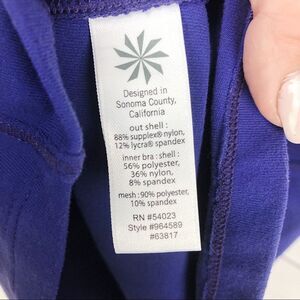 Designed in
Sonoma County,
California
out shell :
88% supplex® nylon,
12% lycra® spandex
inner bra : shell :
56% polyester,
36% nylon,
8% spandex
mesh : 90% polyester,
10% spandex
RN #54023
Style #964589
#63817